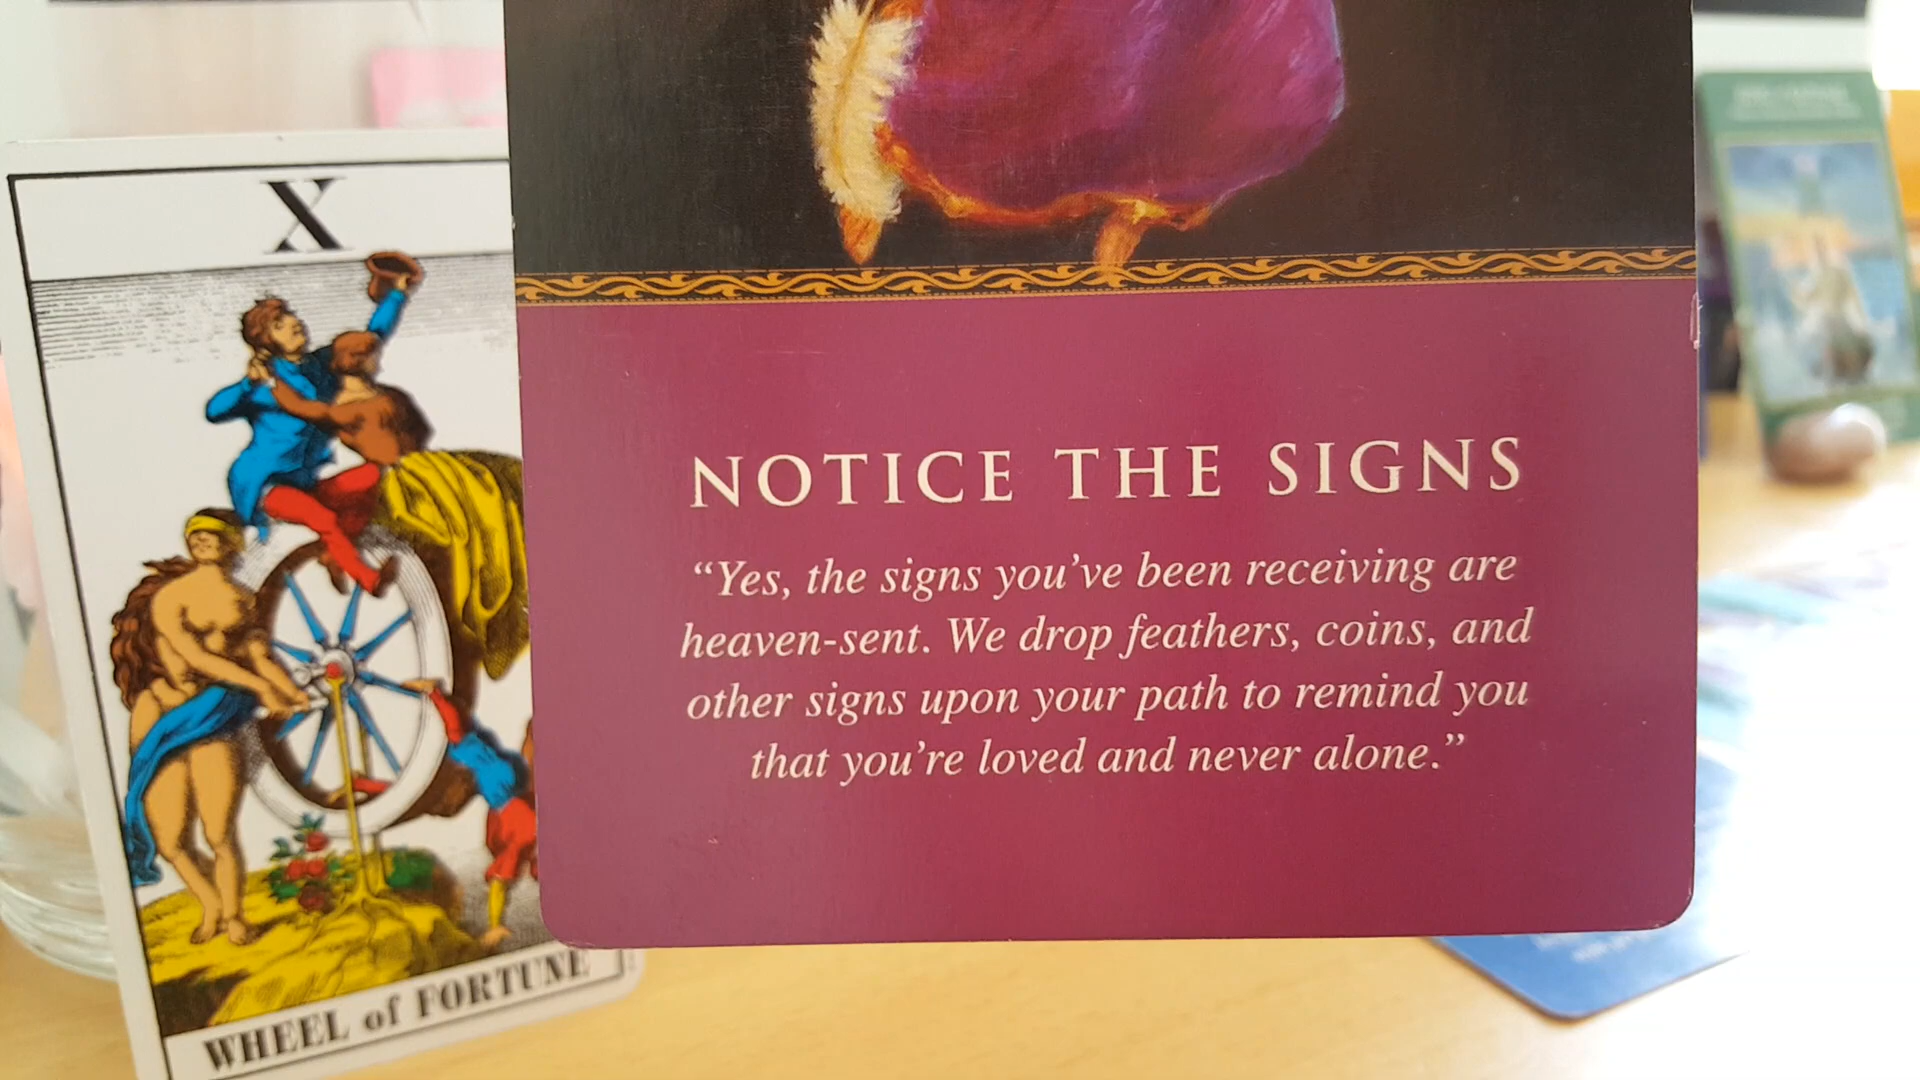 X
WHEEL of FORTUNE
NOTICE THE SIGNS
“Yes, the signs you’ve been receiving are
heaven-sent. We drop feathers, coins, and
other signs upon your path to remind you
that you’re loved and never alone.”